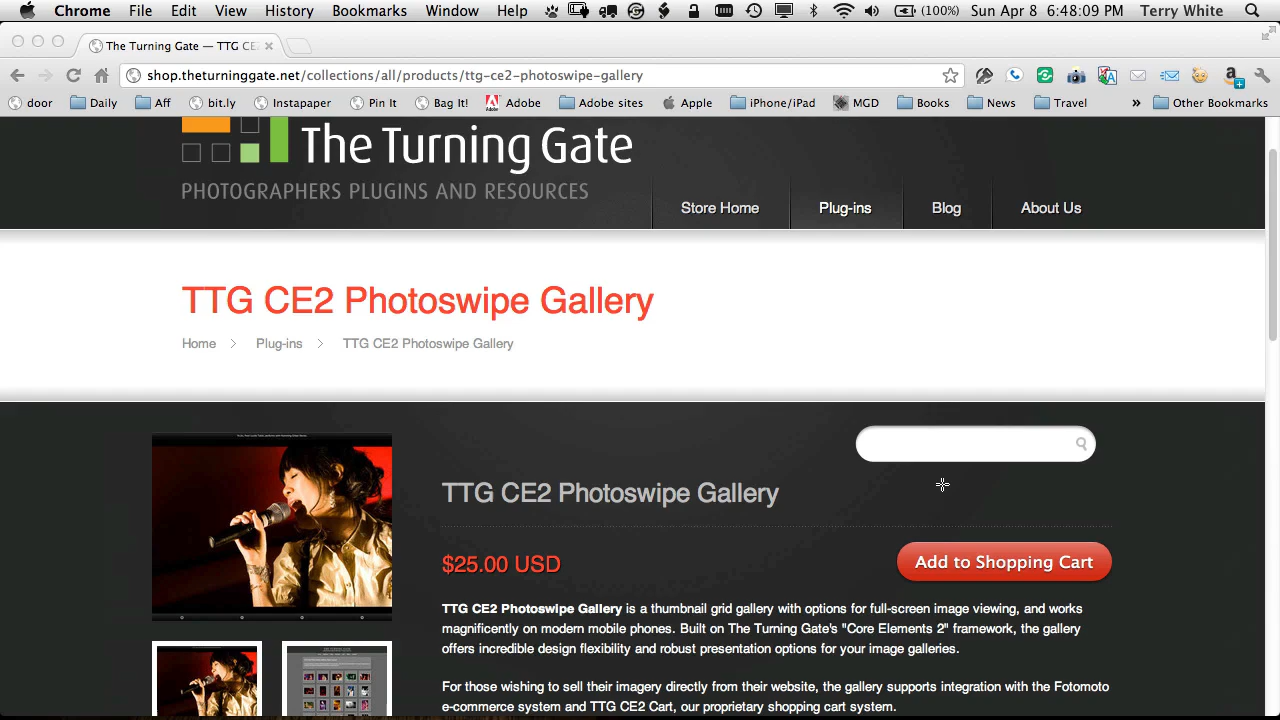 Chrome File Edit View History Bookmarks Window Help (100%) Sun Apr 8 6:48:09 PM Terry White
The Turning Gate — TTG CE
shop.theturninggate.net/collections/all/products/ttg-ce2-photoswipe-gallery
door Daily Aff bit.ly Instapaper Pin It Bag It! Adobe Adobe sites Apple iPhone/iPad MGD Books News Travel » Other Bookmarks
The Turning Gate
PHOTOGRAPHERS PLUGINS AND RESOURCES
Store Home Plug-ins Blog About Us
TTG CE2 Photoswipe Gallery
Home Plug-ins TTG CE2 Photoswipe Gallery
TTG CE2 Photoswipe Gallery
$25.00 USD
Add to Shopping Cart
TTG CE2 Photoswipe Gallery is a thumbnail grid gallery with options for full-screen image viewing, and works
magnificently on modern mobile phones. Built on The Turning Gate's "Core Elements 2" framework, the gallery
offers incredible design flexibility and robust presentation options for your image galleries.
For those wishing to sell their imagery directly from their website, the gallery supports integration with the Fotomoto
e-commerce system and TTG CE2 Cart, our proprietary shopping cart system.